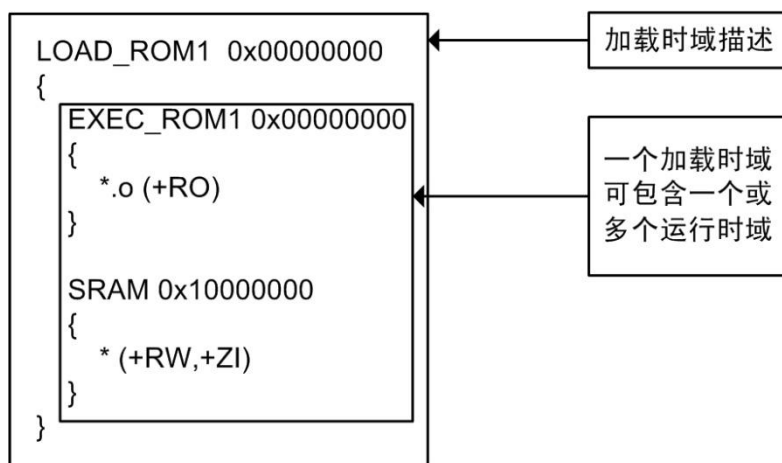 LOAD_ROM1 0x00000000
{
EXEC_ROM1 0x00000000
{
*.o (+RO)
}
SRAM 0x10000000
{
* (+RW,+ZI)
}
}
加载时域描述
一个加载时域
可包含一个或
多个运行时域